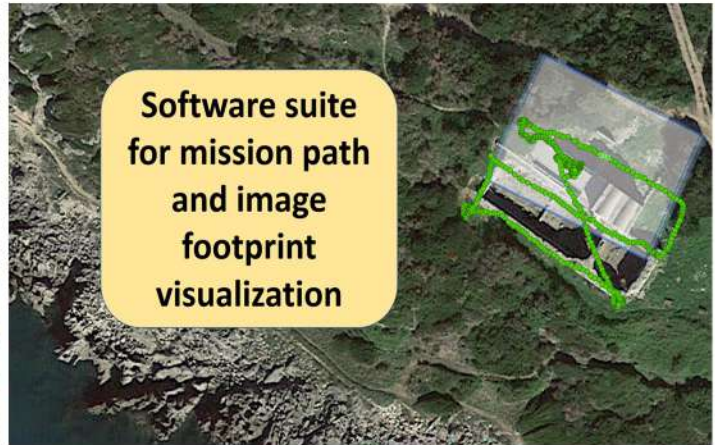 Software suite
for mission path
and image
footprint
visualization